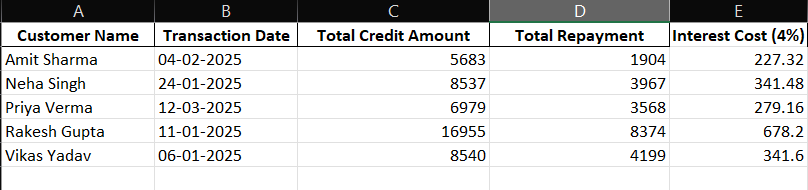 A B C D E
Customer Name Transaction Date Total Credit Amount Total Repayment Interest Cost (4%)
Amit Sharma 04-02-2025 5683 1904 227.32
Neha Singh 24-01-2025 8537 3967 341.48
Priya Verma 12-03-2025 6979 3568 279.16
Rakesh Gupta 11-01-2025 16955 8374 678.2
Vikas Yadav 06-01-2025 8540 4199 341.6